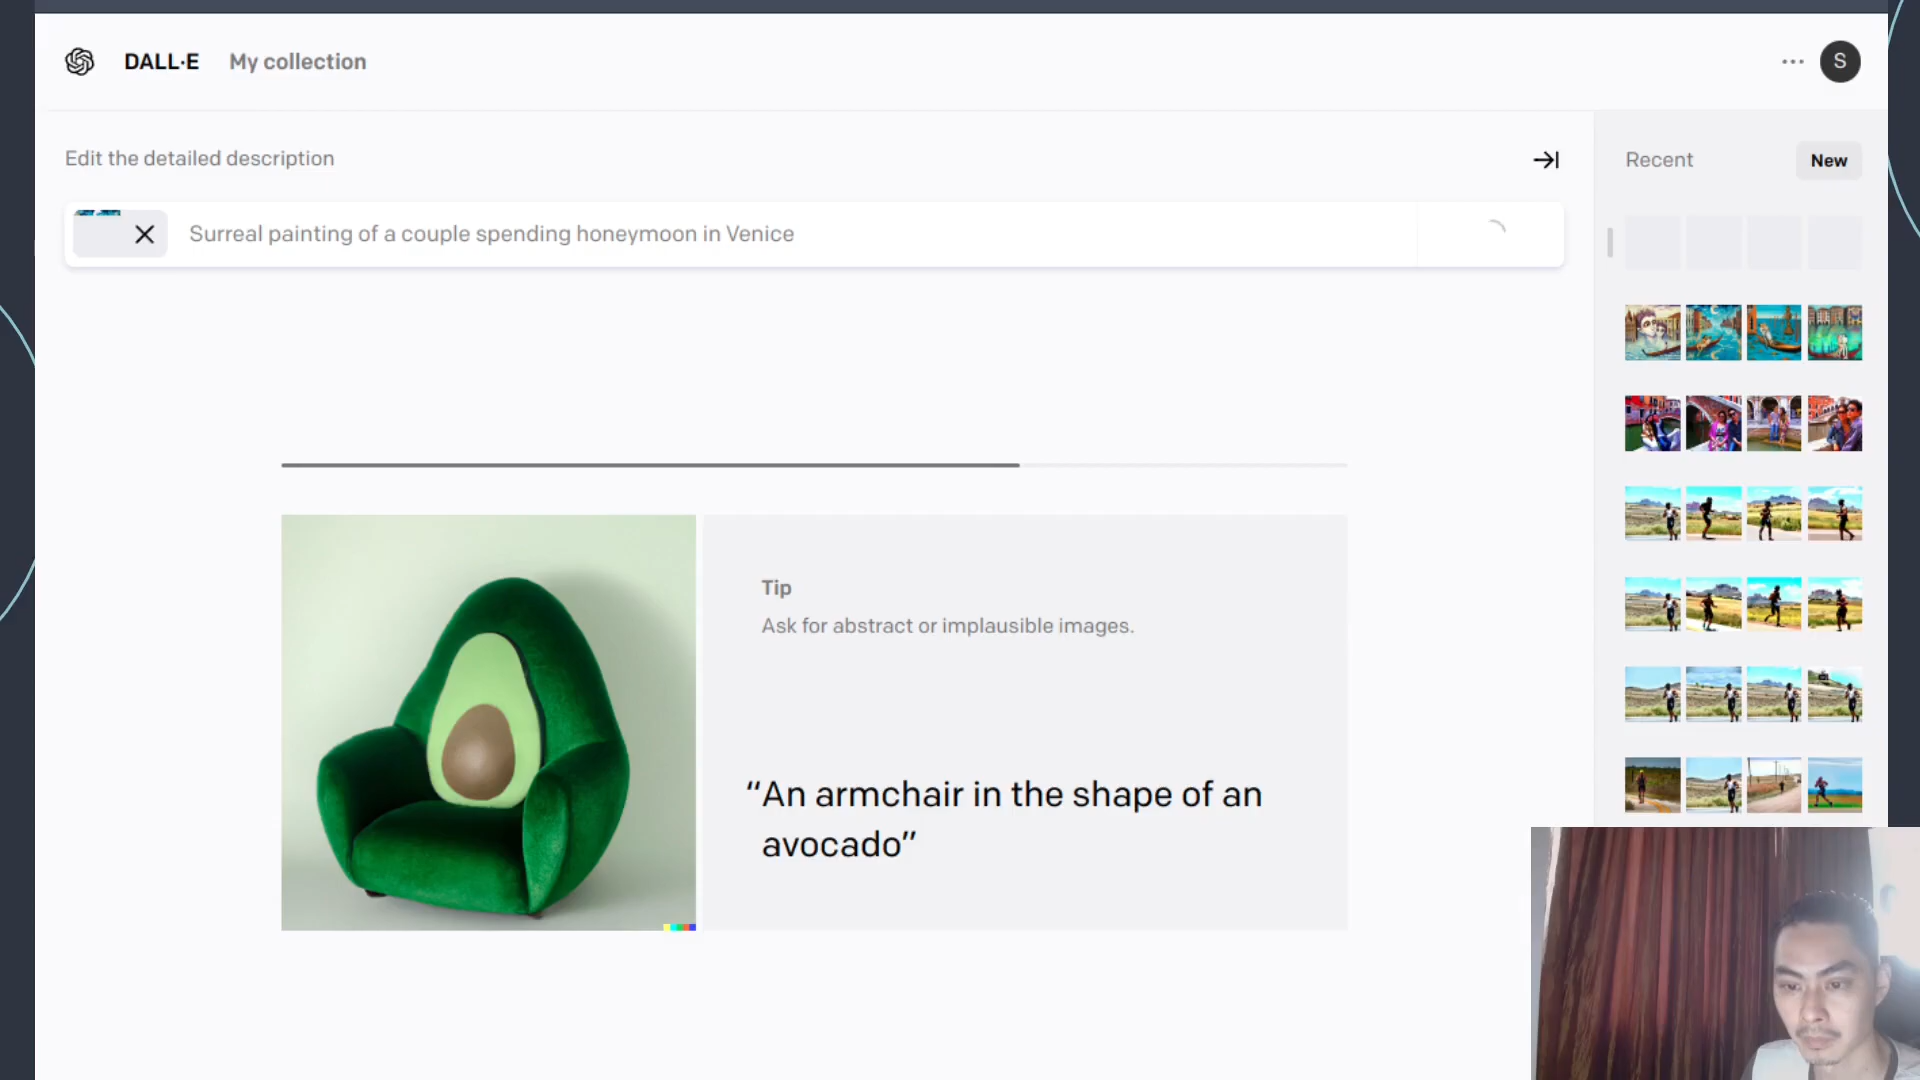 DALL·E My collection
S
Edit the detailed description
Recent New
Surreal painting of a couple spending honeymoon in Venice
Tip
Ask for abstract or implausible images.
“An armchair in the shape of an
avocado”